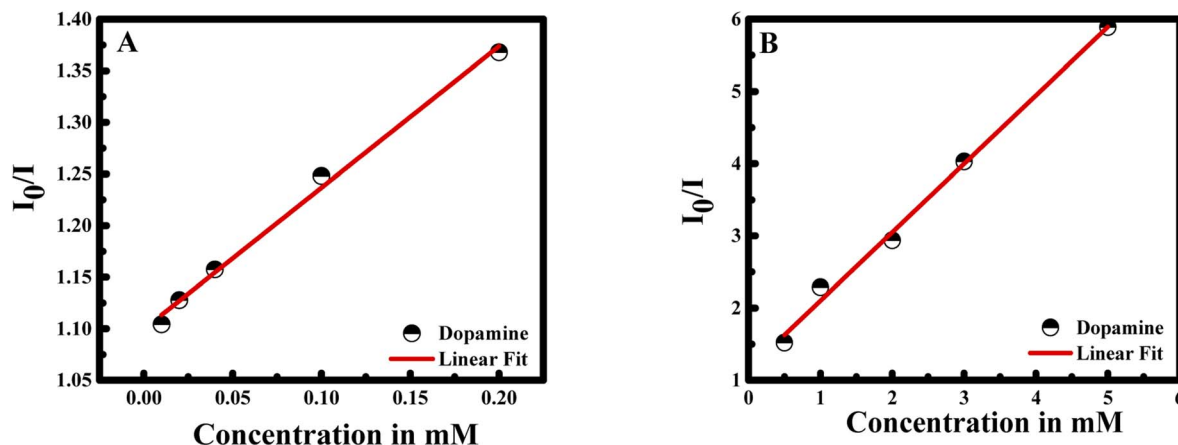 A
I0/I
1.40
1.35
1.30
1.25
1.20
1.15
1.10
1.05
0.00 0.05 0.10 0.15 0.20
Concentration in mM
Dopamine
Linear Fit
B
I0/I
6
5
4
3
2
1
0 1 2 3 4 5 6
Concentration in mM
Dopamine
Linear Fit